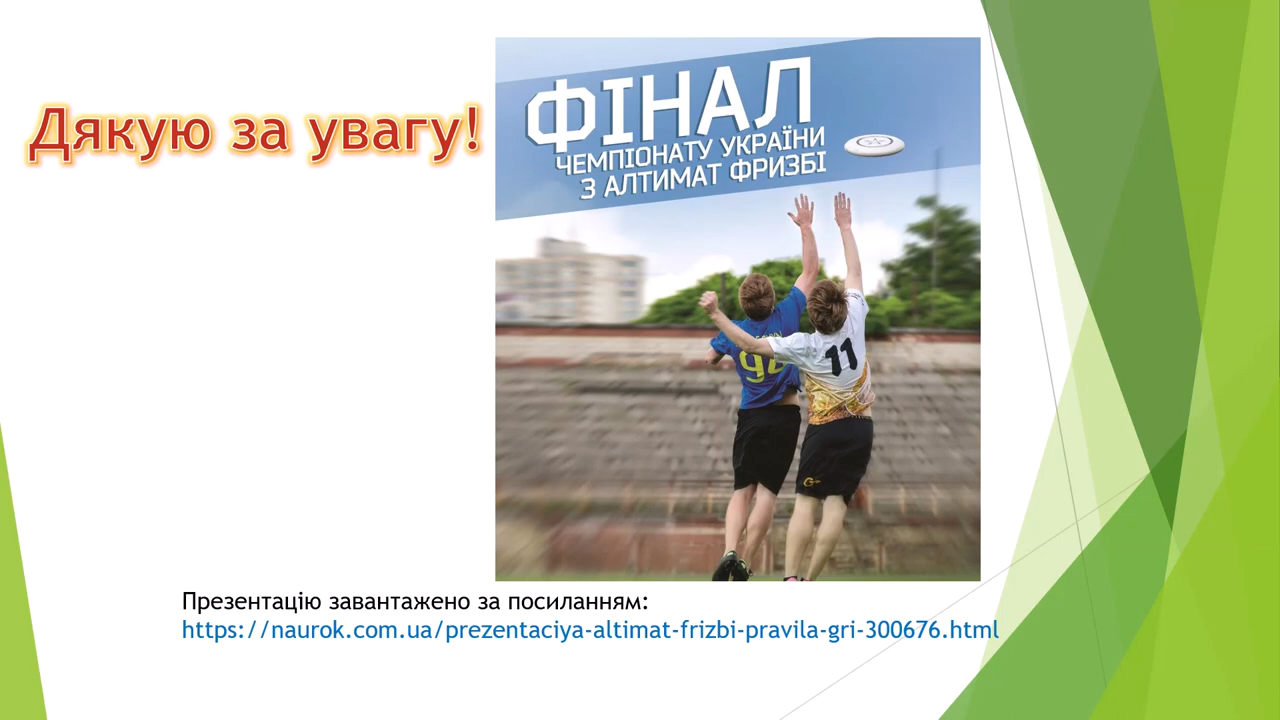 Дякую за увагу!
ФІНАЛ
ЧЕМПІОНАТУ УКРАЇНИ
З АЛТИМАТ ФРИЗБІ
11
Презентацію завантажено за посиланням:
https://naurok.com.ua/prezentaciya-altimat-frizbi-pravila-gri-300676.html